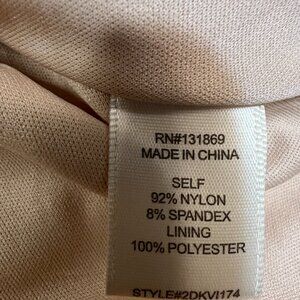 RN#131869
MADE IN CHINA
SELF
92% NYLON
8% SPANDEX
LINING
100% POLYESTER
STYLE#2DKVI174